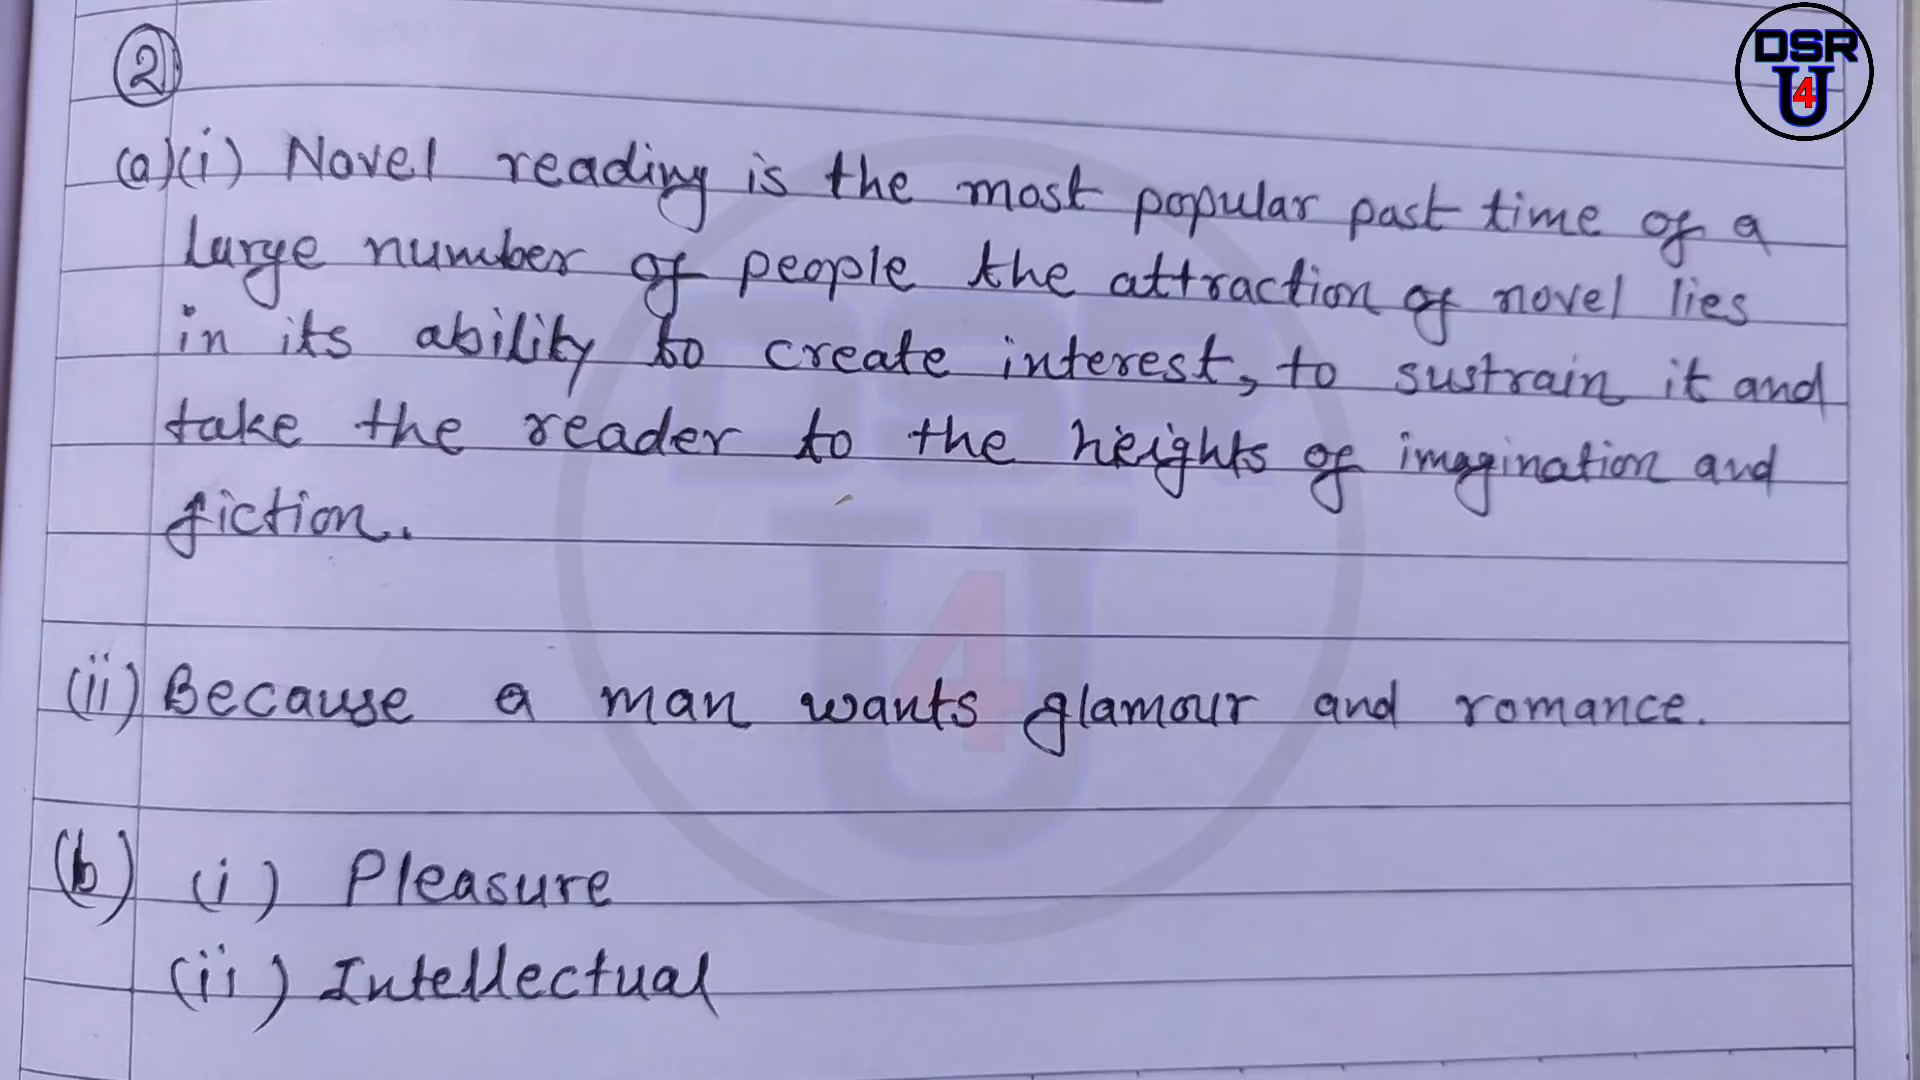 DSR
U
4
2
(a)(i) Novel reading is the most popular past time of a
large number of people the attraction of novel lies
in its ability to create interest, to sustrain it and
take the reader to the heights of imagination and
fiction.
(ii) Because a man wants glamour and romance.
(b) (i) Pleasure
(ii) Intellectual